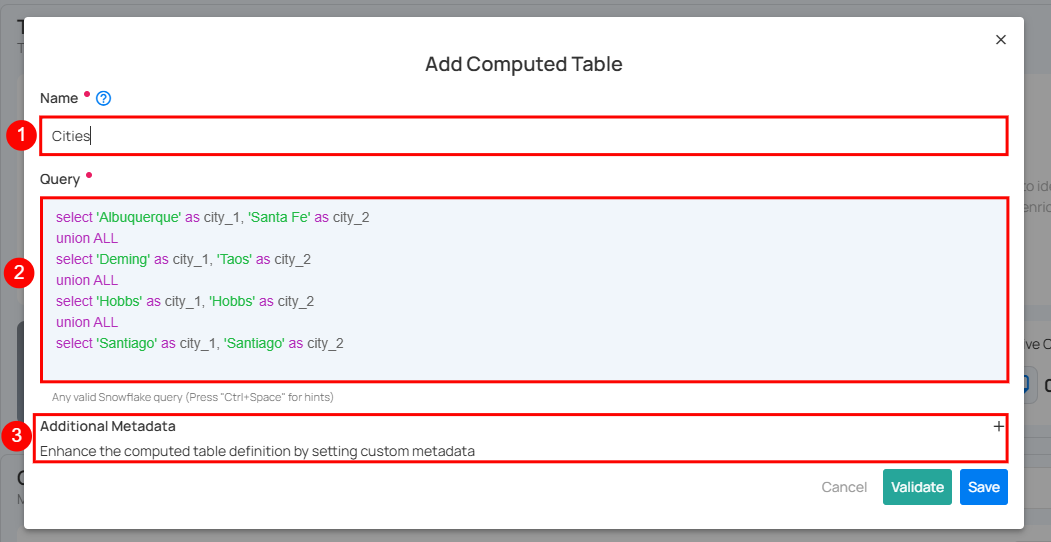 Add Computed Table
Name
1
Cities
Query
2
select 'Albuquerque' as city_1, 'Santa Fe' as city_2
union ALL
select 'Deming' as city_1, 'Taos' as city_2
union ALL
select 'Hobbs' as city_1, 'Hobbs' as city_2
union ALL
select 'Santiago' as city_1, 'Santiago' as city_2
Any valid Snowflake query (Press "Ctrl+Space" for hints)
3
Additional Metadata +
Enhance the computed table definition by setting custom metadata
Cancel Validate Save